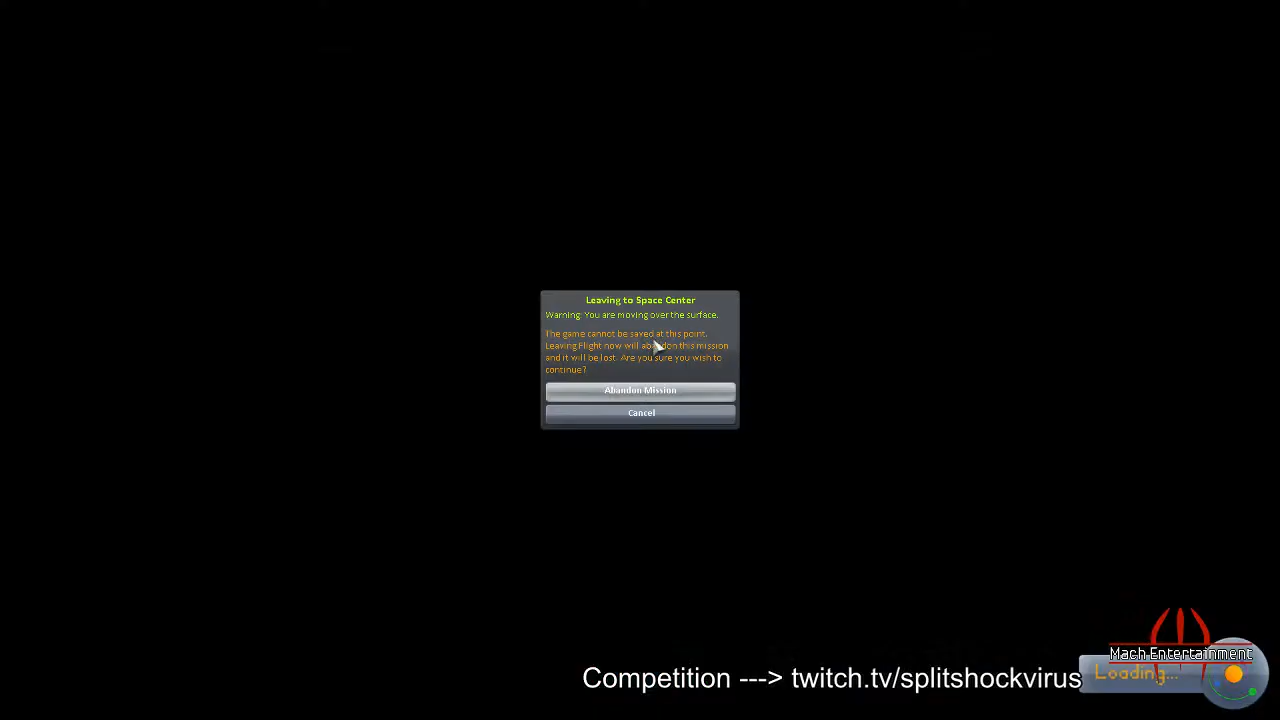 Leaving to Space Center
Warning: You are moving over the surface.
The game cannot be saved at this point.
Leaving Flight now will abandon this mission
and it will be lost. Are you sure you wish to
continue?
Abandon Mission
Cancel
Mach Entertainment
Loading...
Competition ---> twitch.tv/splitshockvirus